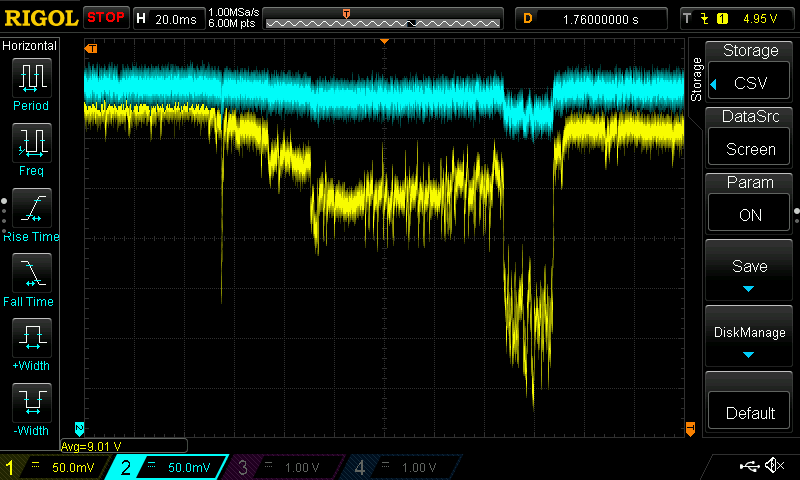 RIGOL STOP H 20.0ms 1.00MSa/s 6.00M pts T D 1.76000000 s T 1 4.95 V
Horizontal
Period
Freq
Rise Time
Fall Time
+Width
-Width
T
2
T
Avg=9.01 V
Storage
Storage
CSV
DataSrc
Screen
Param
ON
Save
DiskManage
Default
1 50.0mV 2 50.0mV 3 1.00 V 4 1.00 V